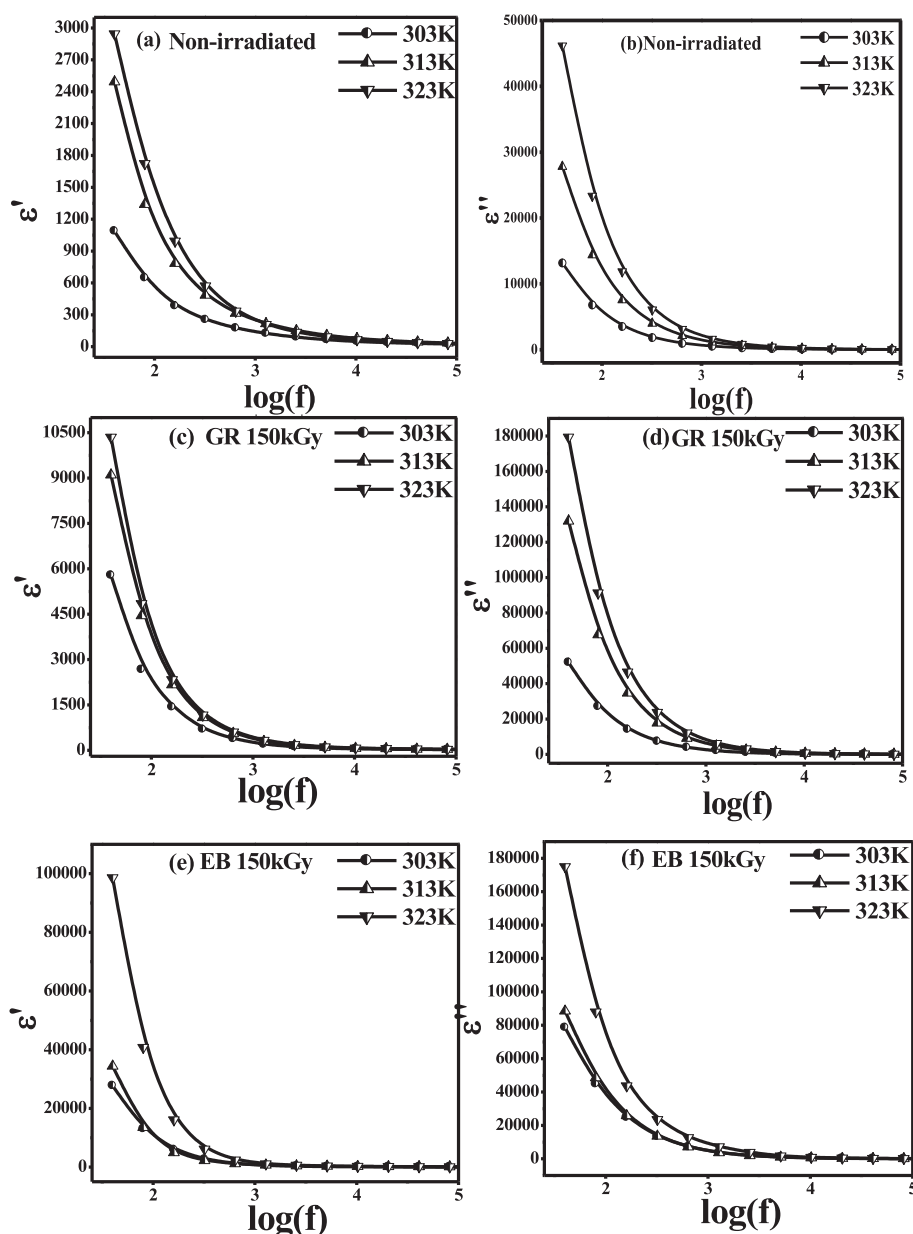 (a) Non-irradiated
303K
313K
323K
3000
2700
2400
2100
1800
1500
1200
900
600
300
0
ε'
2 3 4 5
log(f)
(b)Non-irradiated
303K
313K
323K
50000
40000
30000
20000
10000
0
ε''
2 3 4 5
log(f)
(c) GR 150kGy
303K
313K
323K
10500
9000
7500
6000
4500
3000
1500
0
ε'
2 3 4 5
log(f)
(d) GR 150kGy
303K
313K
323K
180000
160000
140000
120000
100000
80000
60000
40000
20000
0
ε''
2 3 4 5
log(f)
(e) EB 150kGy
303K
313K
323K
100000
80000
60000
40000
20000
0
ε'
2 3 4 5
log(f)
(f) EB 150kGy
303K
313K
323K
180000
160000
140000
120000
100000
80000
60000
40000
20000
0
ε''
2 3 4 5
log(f)